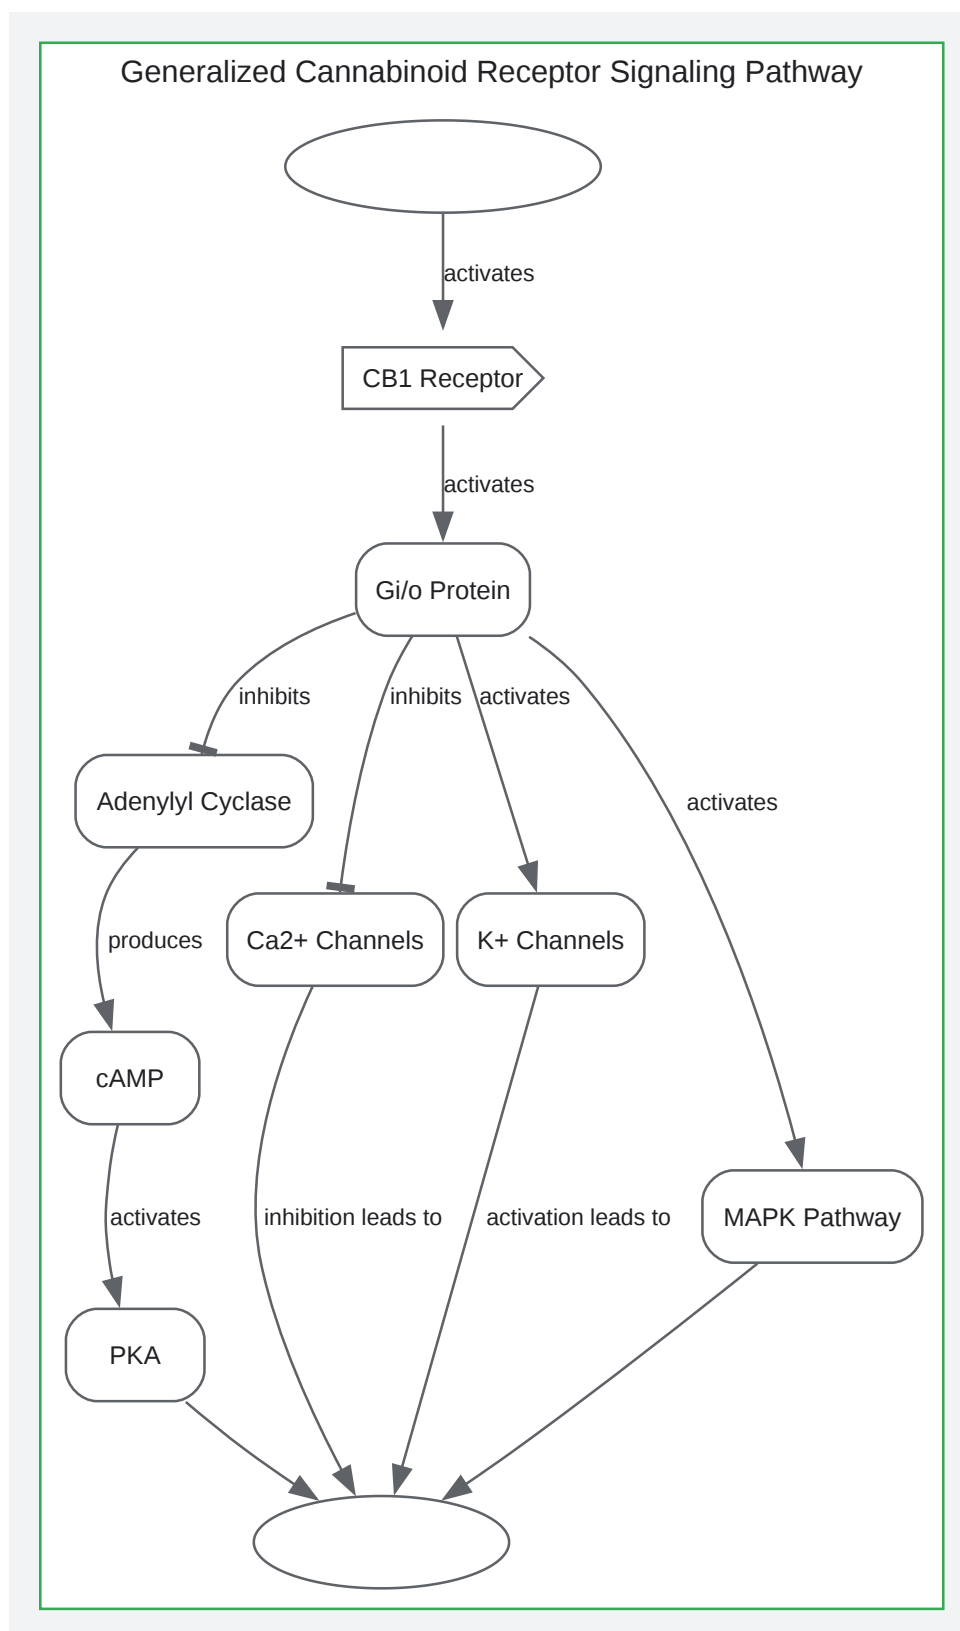 Generalized Cannabinoid Receptor Signaling Pathway
activates
CB1 Receptor
activates
Gi/o Protein
inhibits
inhibits
activates
activates
Adenylyl Cyclase
produces
Ca2+ Channels
K+ Channels
cAMP
activates
inhibition leads to
activation leads to
MAPK Pathway
PKA